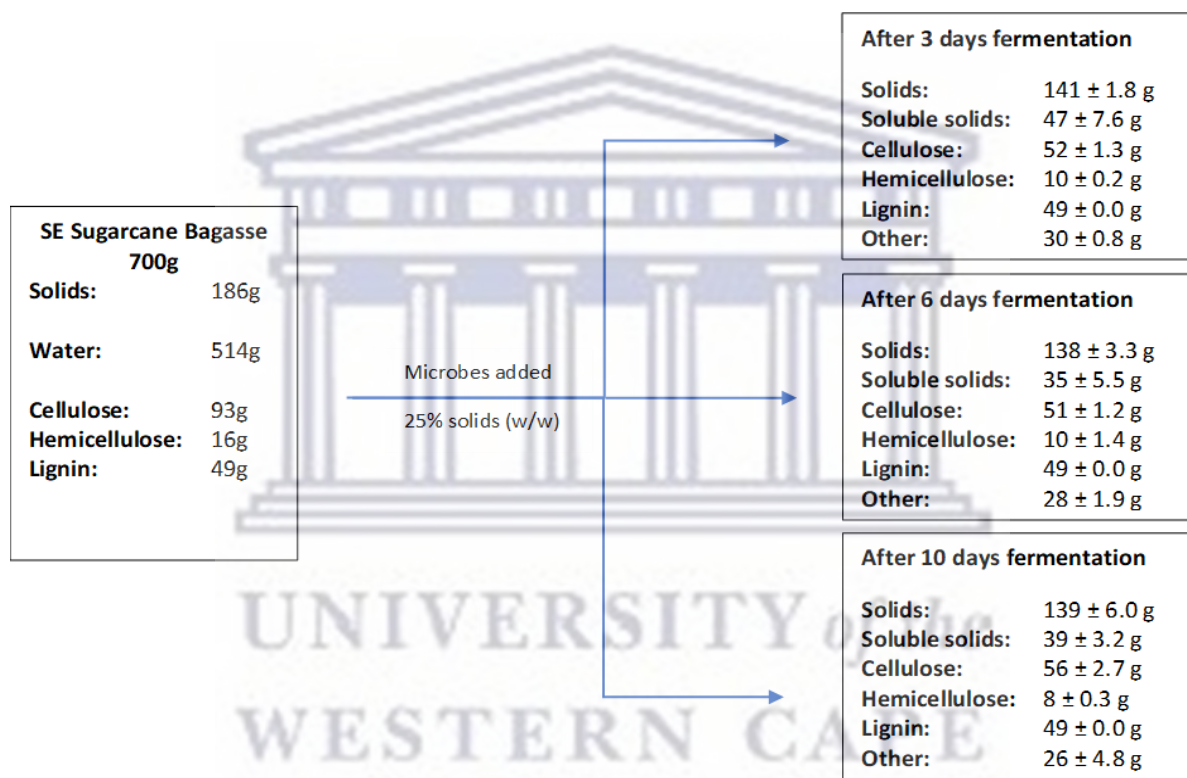 SE Sugarcane Bagasse
700g
Solids: 186g
Water: 514g
Cellulose: 93g
Hemicellulose: 16g
Lignin: 49g
Microbes added
25% solids (w/w)
After 3 days fermentation
Solids: 141 ± 1.8 g
Soluble solids: 47 ± 7.6 g
Cellulose: 52 ± 1.3 g
Hemicellulose: 10 ± 0.2 g
Lignin: 49 ± 0.0 g
Other: 30 ± 0.8 g
After 6 days fermentation
Solids: 138 ± 3.3 g
Soluble solids: 35 ± 5.5 g
Cellulose: 51 ± 1.2 g
Hemicellulose: 10 ± 1.4 g
Lignin: 49 ± 0.0 g
Other: 28 ± 1.9 g
After 10 days fermentation
Solids: 139 ± 6.0 g
Soluble solids: 39 ± 3.2 g
Cellulose: 56 ± 2.7 g
Hemicellulose: 8 ± 0.3 g
Lignin: 49 ± 0.0 g
Other: 26 ± 4.8 g
UNIVERSITY of the
WESTERN CAPE